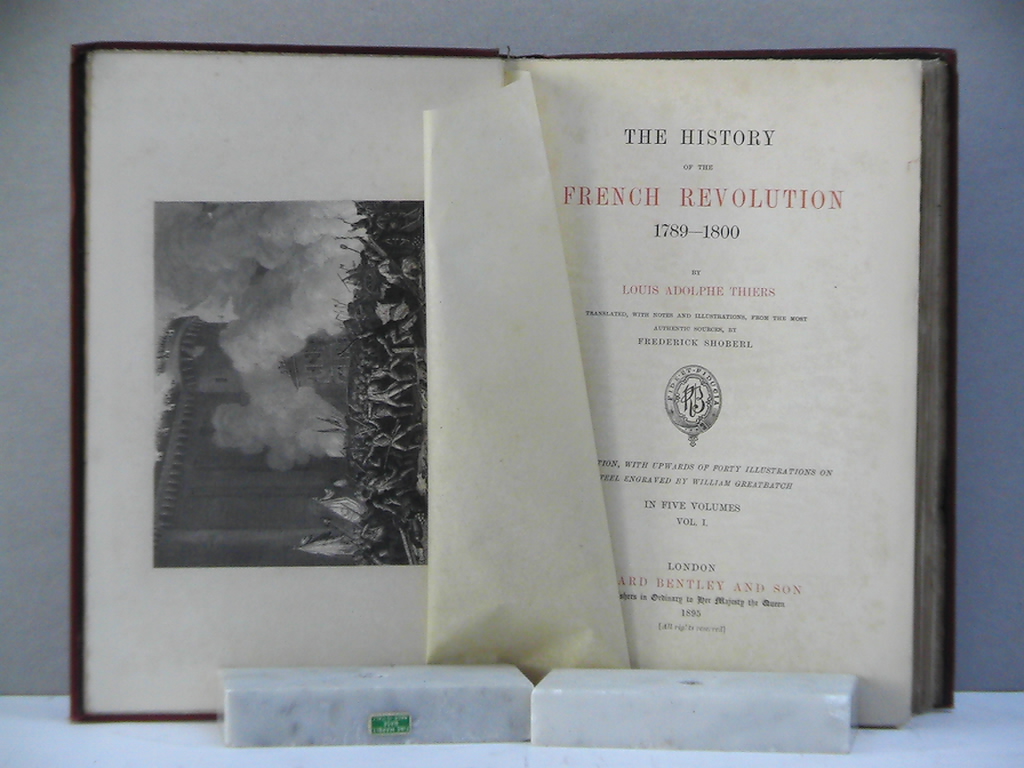 THE HISTORY
OF THE
FRENCH REVOLUTION
1789—1800
BY
LOUIS ADOLPHE THIERS
TRANSLATED, WITH NOTES AND ILLUSTRATIONS, FROM THE MOST
AUTHENTIC SOURCES, BY
FREDERICK SHOBERL
RB
TION, WITH UPWARDS OF FORTY ILLUSTRATIONS ON
TEEL ENGRAVED BY WILLIAM GREATBATCH
IN FIVE VOLUMES
VOL. I.
LONDON
ARD BENTLEY AND SON
shers in Ordinary to Her Majesty the Queen
1895
(All rights reserved)